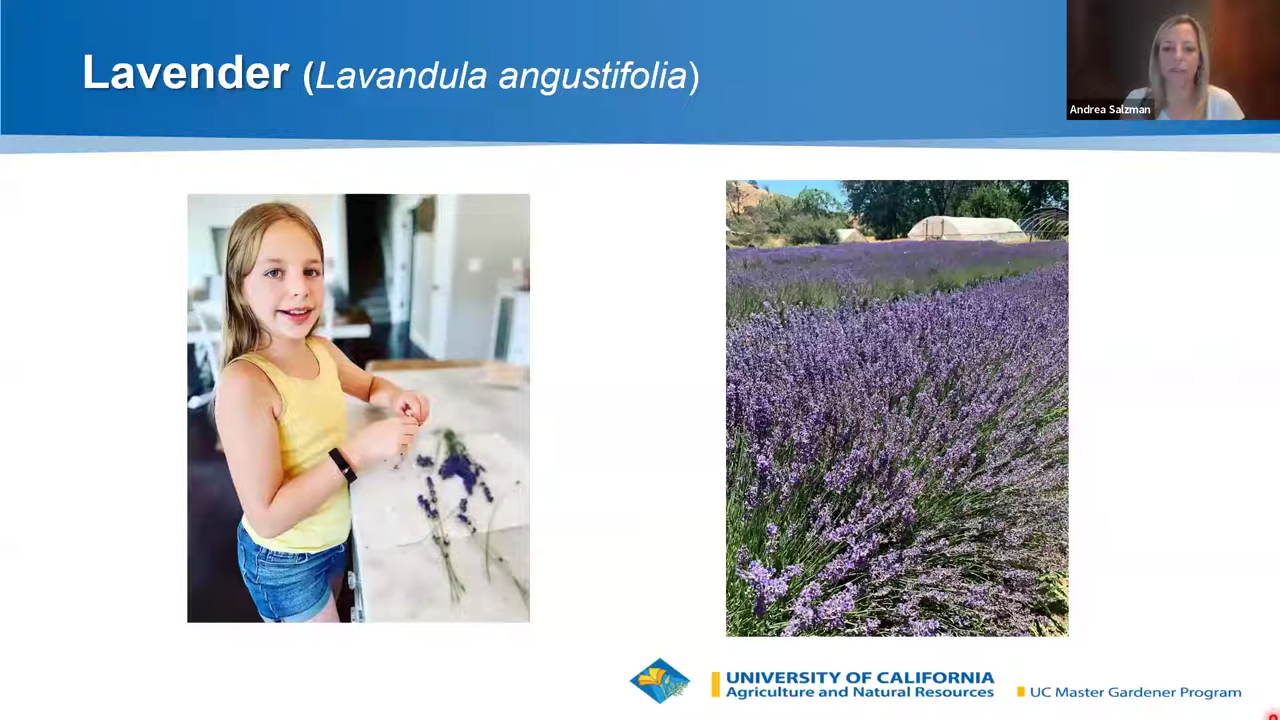 Lavender (Lavandula angustifolia)
Andrea Salzman
UNIVERSITY OF CALIFORNIA
Agriculture and Natural Resources
UC Master Gardener Program